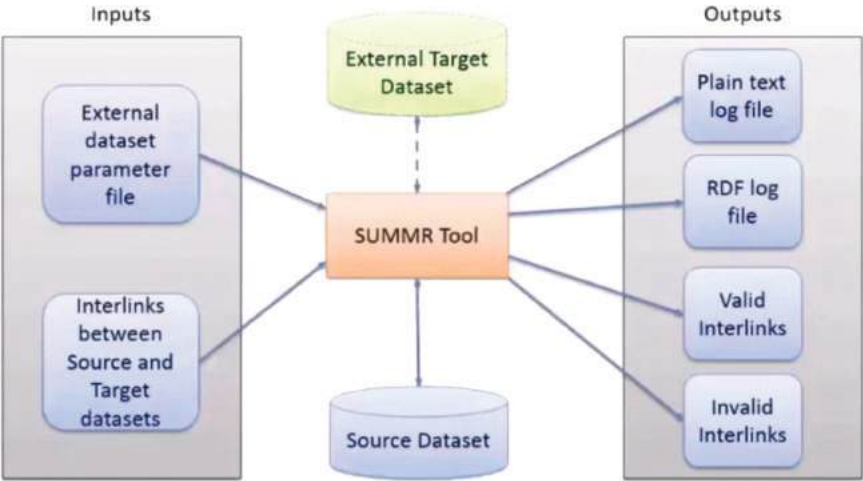 Inputs
External
dataset
parameter
file
Interlinks
between
Source and
Target
datasets
External Target
Dataset
SUMMR Tool
Source Dataset
Outputs
Plain text
log file
RDF log
file
Valid
Interlinks
Invalid
Interlinks